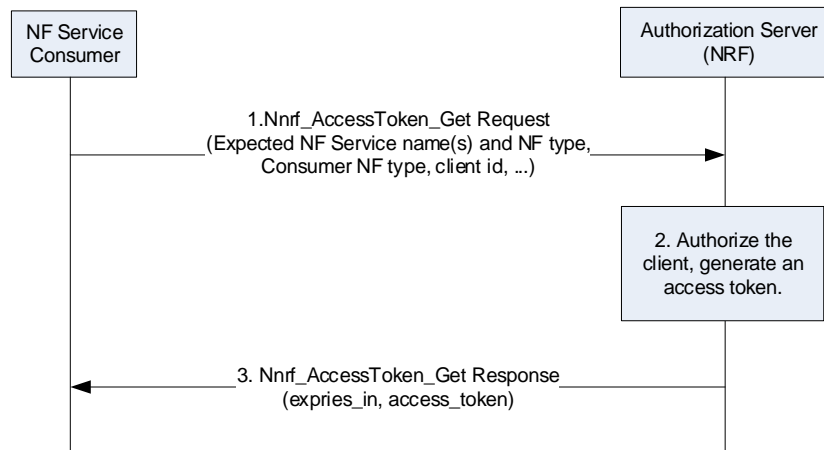 NF Service
Consumer
Authorization Server
(NRF)
1.Nnrf_AccessToken_Get Request
(Expected NF Service name(s) and NF type,
Consumer NF type, client id, ...)
2. Authorize the
client, generate an
access token.
3. Nnrf_AccessToken_Get Response
(expries_in, access_token)